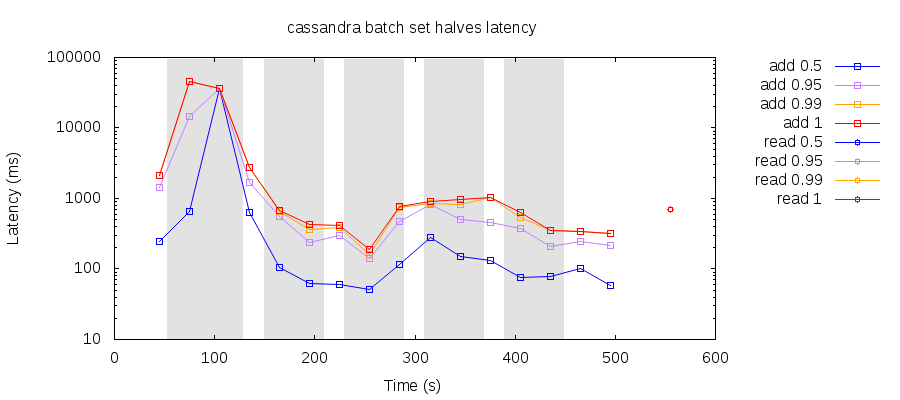 cassandra batch set halves latency
Latency (ms)
100000
10000
1000
100
10
0 100 200 300 400 500 600
Time (s)
add 0.5
add 0.95
add 0.99
add 1
read 0.5
read 0.95
read 0.99
read 1